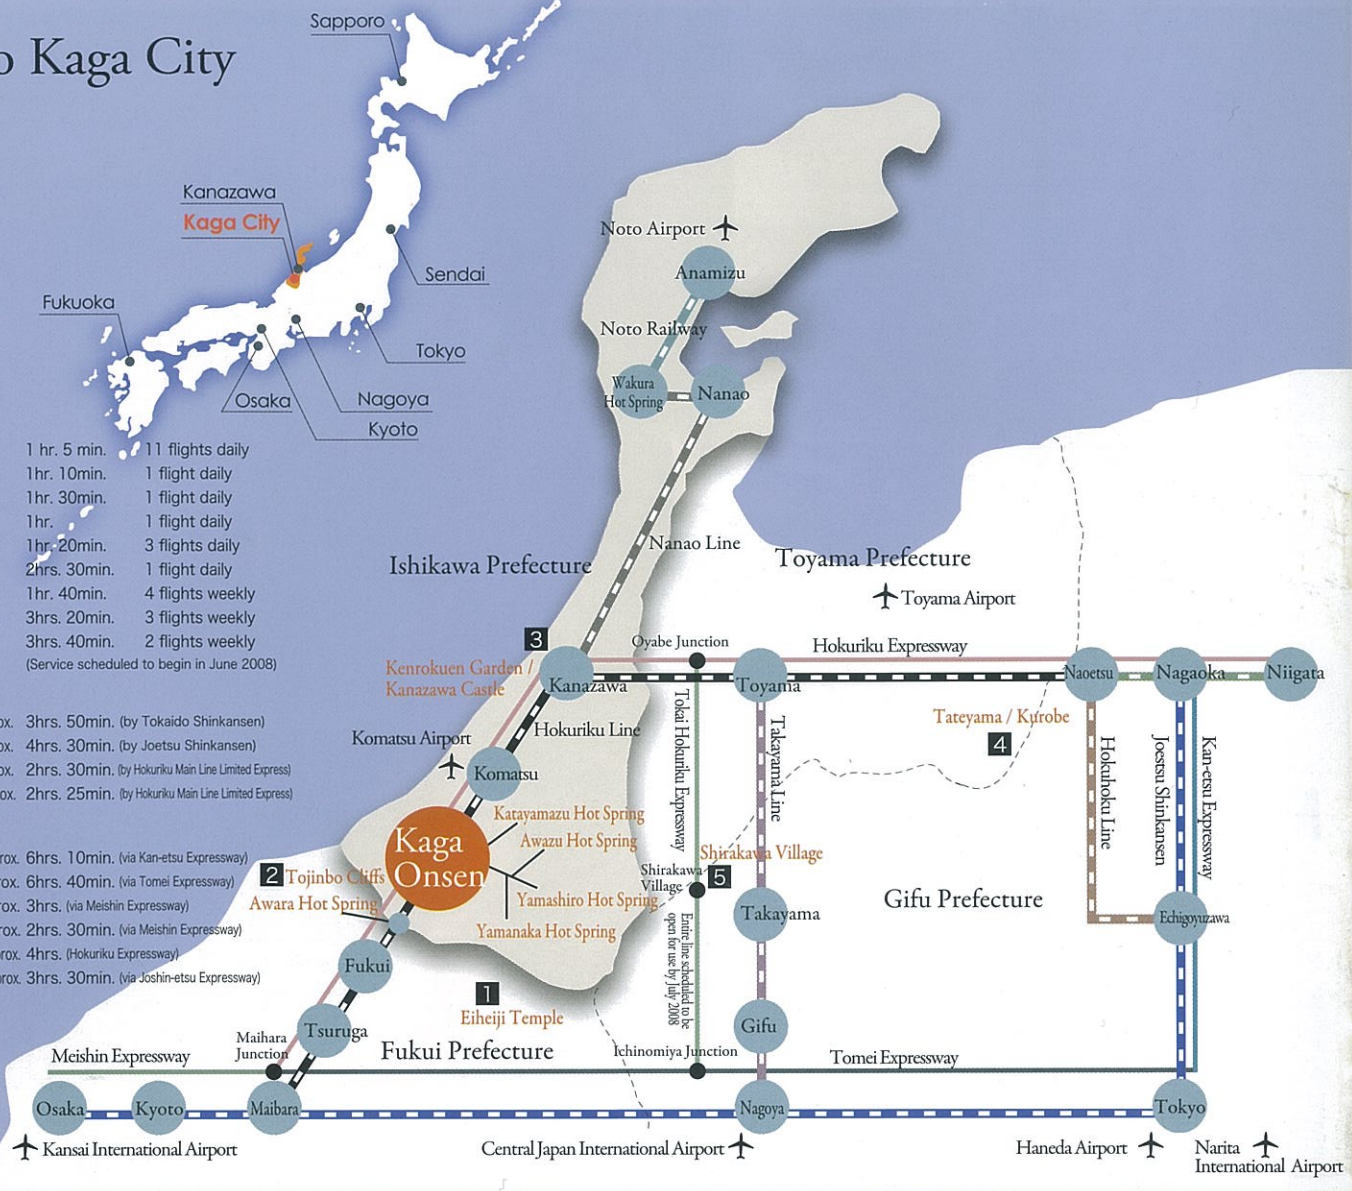 o Kaga City
Sapporo
Kanazawa
Kaga City
Sendai
Fukuoka
Tokyo
Osaka
Nagoya
Kyoto
1 hr. 5 min. 11 flights daily
1hr. 10min. 1 flight daily
1hr. 30min. 1 flight daily
1hr. 1 flight daily
1hr. 20min. 3 flights daily
2hrs. 30min. 1 flight daily
1hr. 40min. 4 flights weekly
3hrs. 20min. 3 flights weekly
3hrs. 40min. 2 flights weekly
(Service scheduled to begin in June 2008)
ox. 3hrs. 50min. (by Tokaido Shinkansen)
ox. 4hrs. 30min. (by Joetsu Shinkansen)
ox. 2hrs. 30min. (by Hokuriku Main Line Limited Express)
ox. 2hrs. 25min. (by Hokuriku Main Line Limited Express)
rox. 6hrs. 10min. (via Kan-etsu Expressway)
rox. 6hrs. 40min. (via Tomei Expressway)
rox. 3hrs. (via Meishin Expressway)
rox. 2hrs. 30min. (via Meishin Expressway)
rox. 4hrs. (Hokuriku Expressway)
rox. 3hrs. 30min. (via Joshin-etsu Expressway)
Noto Airport
Anamizu
Noto Railway
Wakura
Hot Spring
Nanao
Nanao Line
Ishikawa Prefecture
Toyama Prefecture
Toyama Airport
3
Kenrokuen Garden /
Kanazawa Castle
Kanazawa
Oyabe Junction
Hokuriku Expressway
Toyama
Naoetsu
Nagaoka
Niigata
Hokuriku Line
Komatsu Airport
Komatsu
Tokai Hokuriku Expressway
Takayama Line
Tateyama / Kurobe
4
Hokuhoku Line
Joestsu Shinkansen
Kan-etsu Expressway
Katayamazu Hot Spring
Kaga
Onsen
Awazu Hot Spring
Yamashiro Hot Spring
Yamanaka Hot Spring
2
Tojinbo Cliffs
Awara Hot Spring
Shirakawa Village
Shirakawa
Village
5
Takayama
Gifu Prefecture
Echigoyuzawa
Entire line scheduled to be
open for use by July 2008
Fukui
1
Eiheiji Temple
Tsuruga
Gifu
Maihara
Junction
Fukui Prefecture
Ichinomiya Junction
Meishin Expressway
Tomei Expressway
Osaka
Kyoto
Maibara
Nagoya
Tokyo
Kansai International Airport
Central Japan International Airport
Haneda Airport
Narita
International Airport